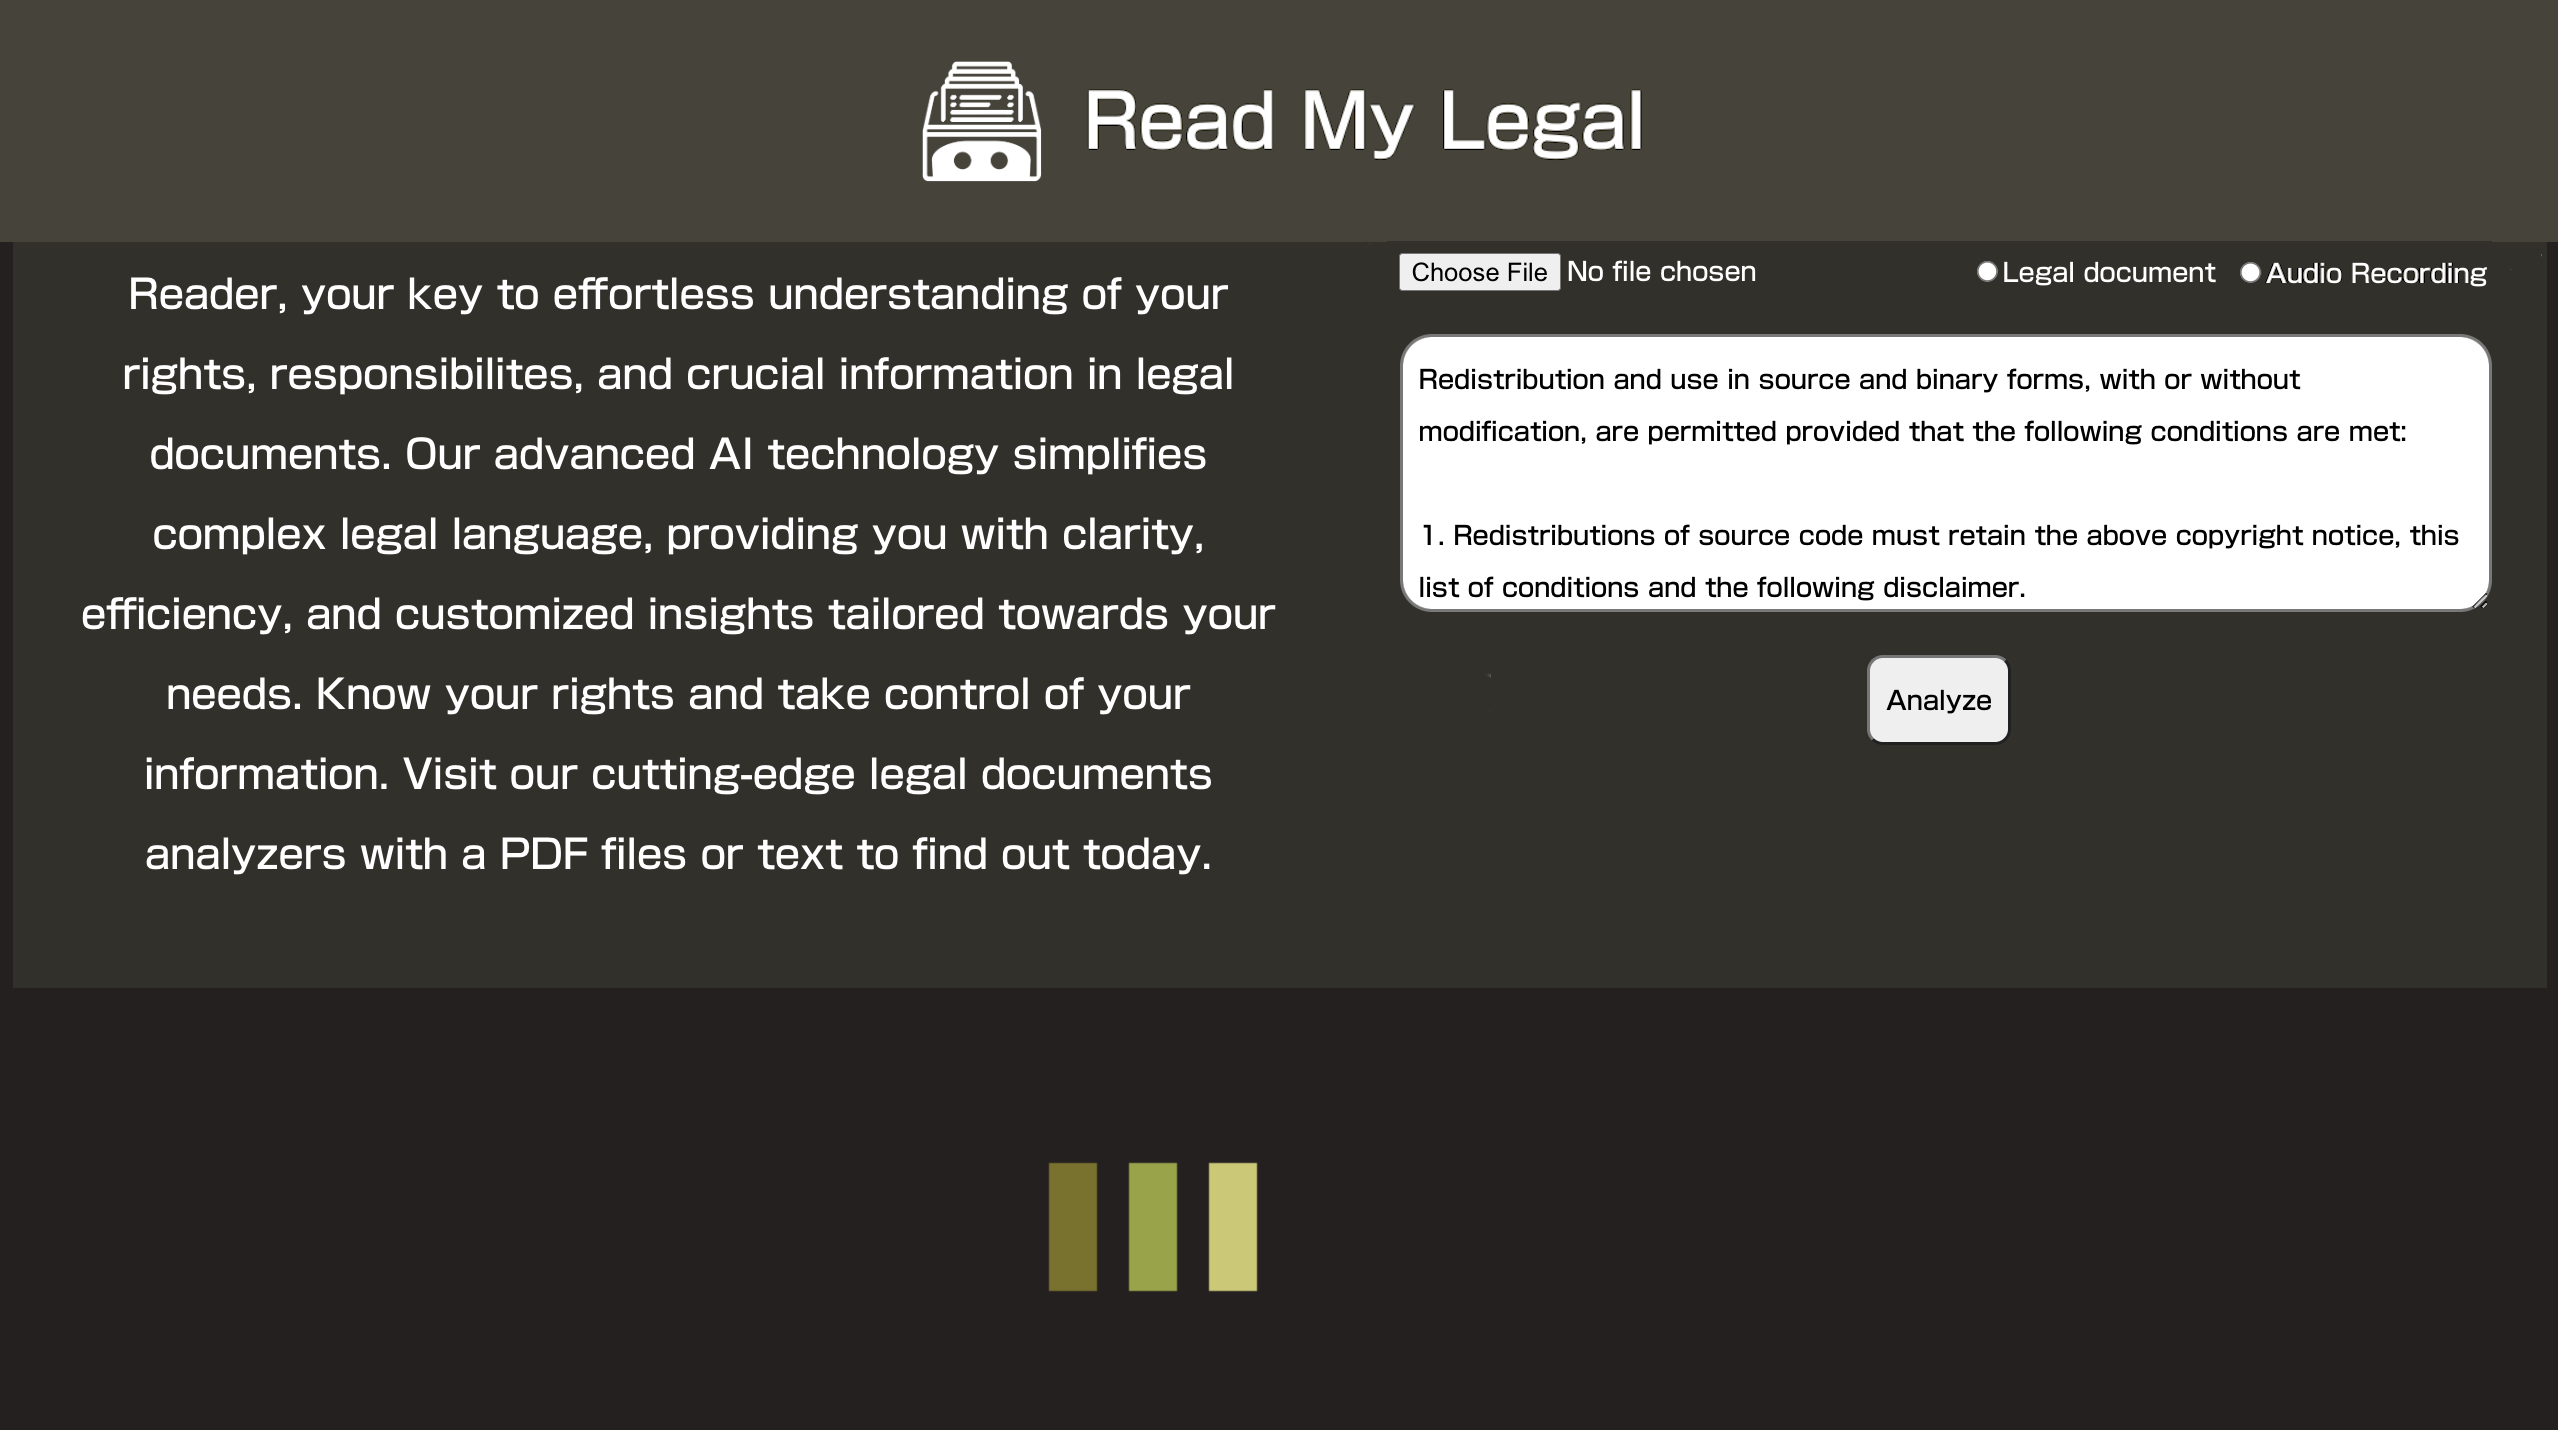 Read My Legal
Reader, your key to effortless understanding of your
rights, responsibilites, and crucial information in legal
documents. Our advanced AI technology simplifies
complex legal language, providing you with clarity,
efficiency, and customized insights tailored towards your
needs. Know your rights and take control of your
information. Visit our cutting-edge legal documents
analyzers with a PDF files or text to find out today.
Choose File No file chosen
Legal document Audio Recording
Redistribution and use in source and binary forms, with or without
modification, are permitted provided that the following conditions are met:
1. Redistributions of source code must retain the above copyright notice, this
list of conditions and the following disclaimer.
Analyze